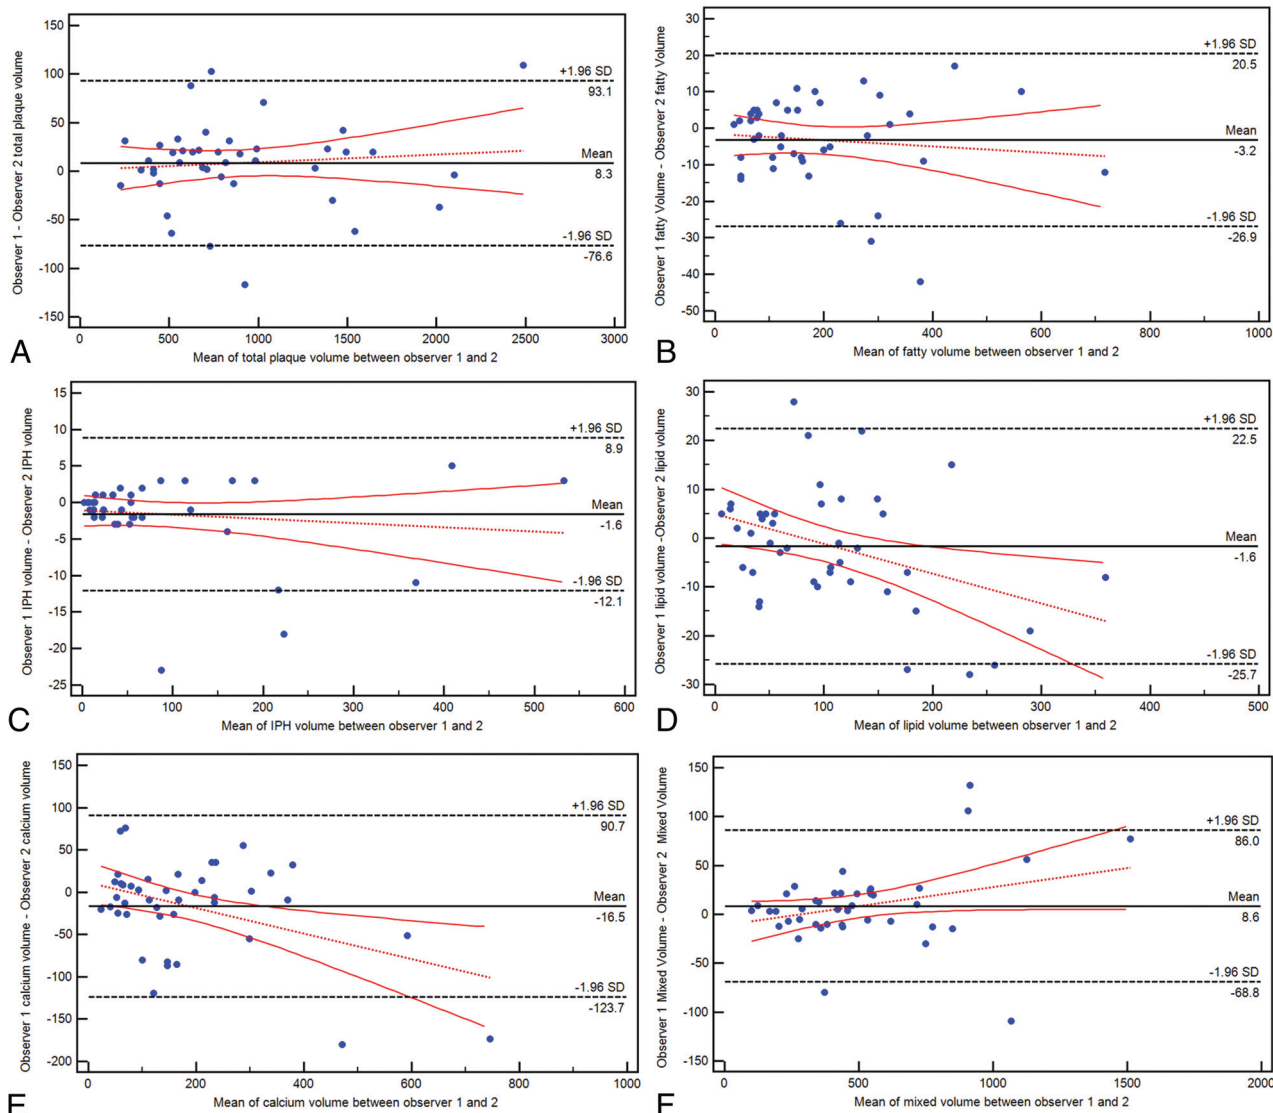 Observer 1 - Observer 2 total plaque volume
150
100
50
0
-50
-100
-150
+1.96 SD
93.1
Mean
8.3
-1.96 SD
-76.6
0 500 1000 1500 2000 2500 3000
A
Mean of total plaque volume between observer 1 and 2
Observer 1 fatty Volume - Observer 2 fatty Volume
30
20
10
0
-10
-20
-30
-40
-50
+1.96 SD
20.5
Mean
-3.2
-1.96 SD
-26.9
0 200 400 600 800 1000
B
Mean of fatty volume between observer 1 and 2
Observer 1 IPH volume - Observer 2 IPH volume
15
10
5
0
-5
-10
-15
-20
-25
+1.96 SD
8.9
Mean
-1.6
-1.96 SD
-12.1
0 100 200 300 400 500 600
C
Mean of IPH volume between observer 1 and 2
Observer 1 lipid volume -Observer 2 lipid volume
30
20
10
0
-10
-20
-30
+1.96 SD
22.5
Mean
-1.6
-1.96 SD
-25.7
0 100 200 300 400 500
D
Mean of lipid volume between observer 1 and 2
Observer 1 calcium volume - Observer 2 calcium volume
150
100
50
0
-50
-100
-150
-200
+1.96 SD
90.7
Mean
-16.5
-1.96 SD
-123.7
0 200 400 600 800 1000
Mean of calcium volume between observer 1 and 2
Observer 1 Mixed Volume - Observer 2 Mixed Volume
150
100
50
0
-50
-100
-150
+1.96 SD
86.0
Mean
8.6
-1.96 SD
-68.8
0 500 1000 1500 2000
Mean of mixed volume between observer 1 and 2